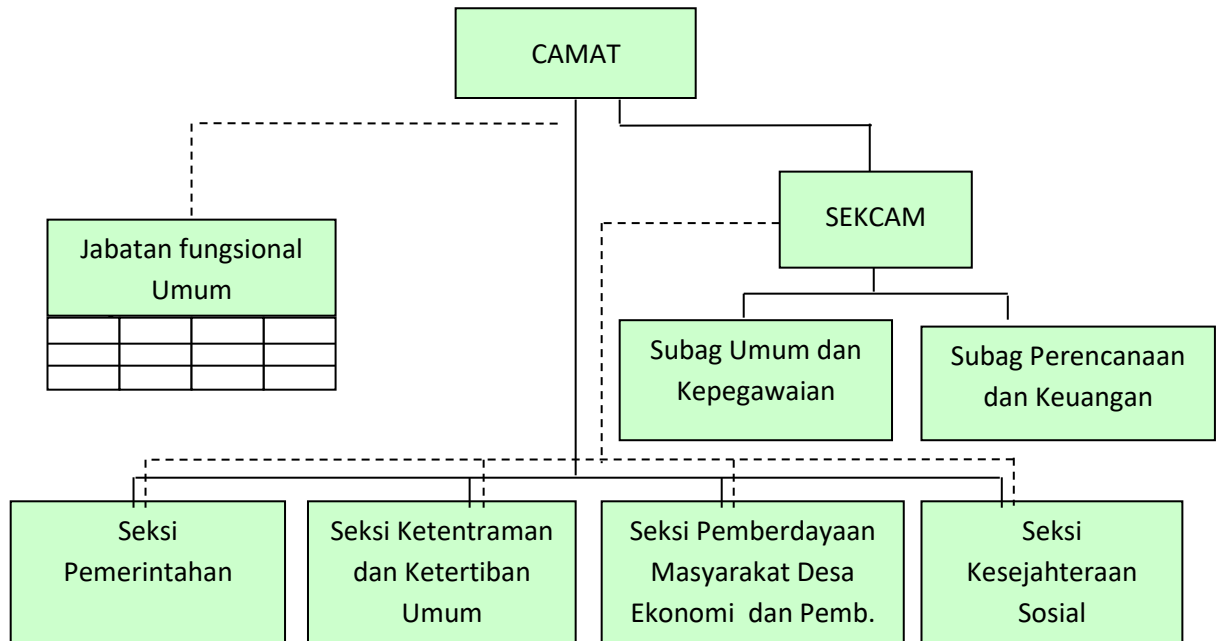 CAMAT
SEKCAM
Jabatan fungsional
Umum
Subag Umum dan
Kepegawaian
Subag Perencanaan
dan Keuangan
Seksi
Pemerintahan
Seksi Ketentraman
dan Ketertiban
Umum
Seksi Pemberdayaan
Masyarakat Desa
Ekonomi  dan Pemb.
Seksi
Kesejahteraan
Sosial